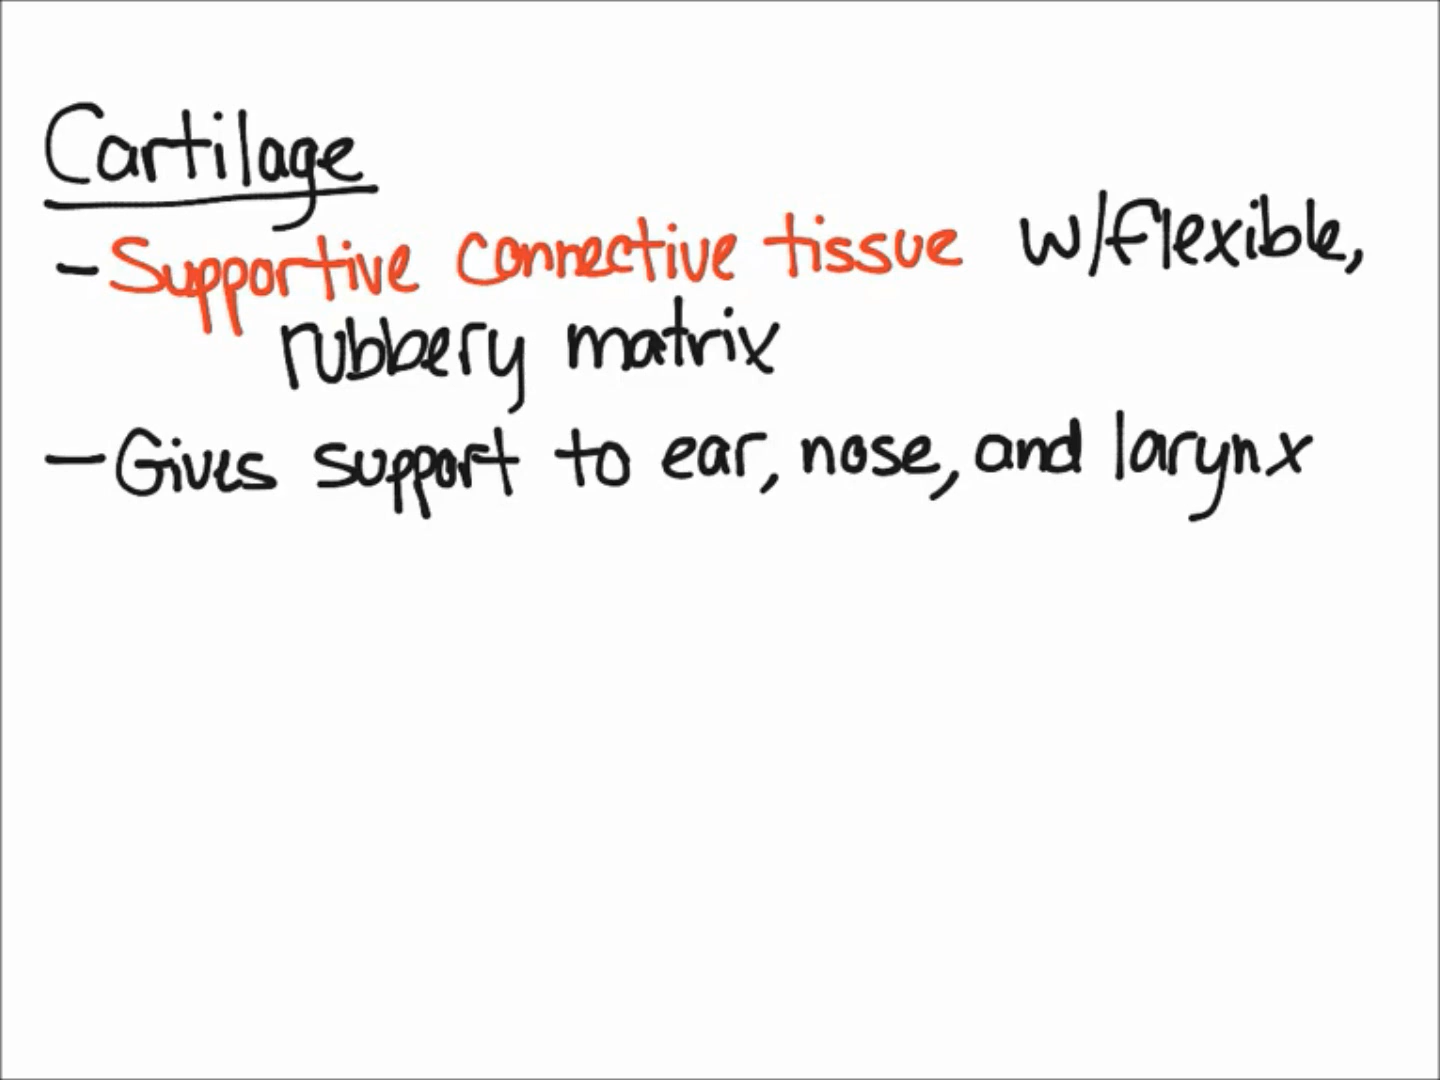 Cartilage
- Supportive connective tissue w/flexible,
rubbery matrix
- Gives support to ear, nose, and larynx